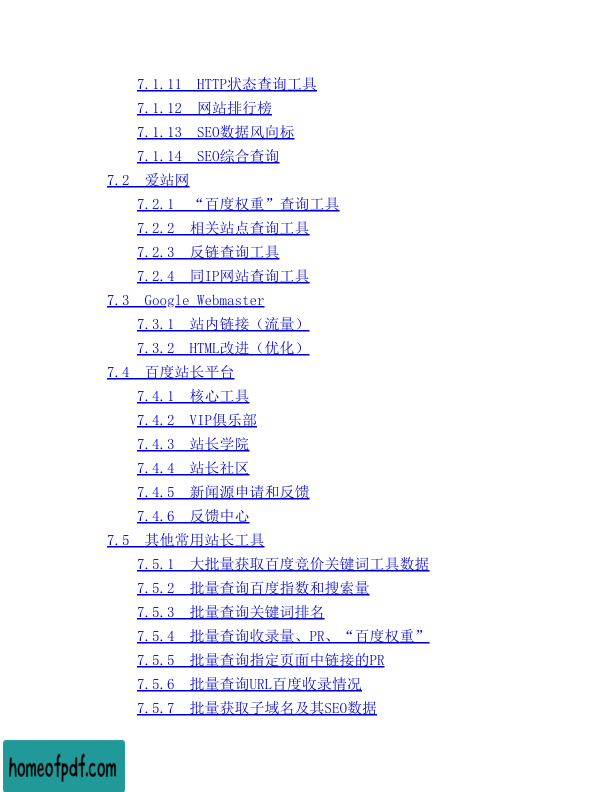 7.1.11 HTTP状态查询工具
7.1.12 网站排行榜
7.1.13 SEO数据风向标
7.1.14 SEO综合查询
7.2 爱站网
7.2.1 “百度权重”查询工具
7.2.2 相关站点查询工具
7.2.3 反链查询工具
7.2.4 同IP网站查询工具
7.3 Google Webmaster
7.3.1 站内链接（流量）
7.3.2 HTML改进（优化）
7.4 百度站长平台
7.4.1 核心工具
7.4.2 VIP俱乐部
7.4.3 站长学院
7.4.4 站长社区
7.4.5 新闻源申请和反馈
7.4.6 反馈中心
7.5 其他常用站长工具
7.5.1 大批量获取百度竞价关键词工具数据
7.5.2 批量查询百度指数和搜索量
7.5.3 批量查询关键词排名
7.5.4 批量查询收录量、PR、“百度权重”
7.5.5 批量查询指定页面中链接的PR
7.5.6 批量查询URL百度收录情况
7.5.7 批量获取子域名及其SEO数据
homeofpdf.com